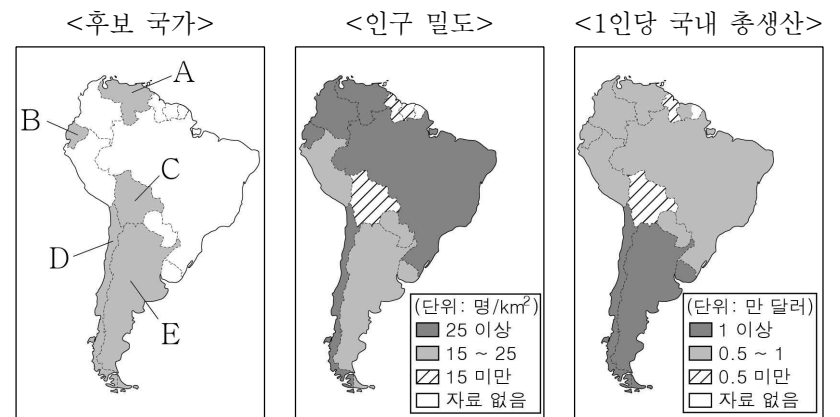 <후보 국가>
A
B
C
D
E
<인구 밀도>
(단위: 명/km²)
25 이상
15 ~ 25
15 미만
자료 없음
<1인당 국내 총생산>
(단위: 만 달러)
1 이상
0.5 ~ 1
0.5 미만
자료 없음